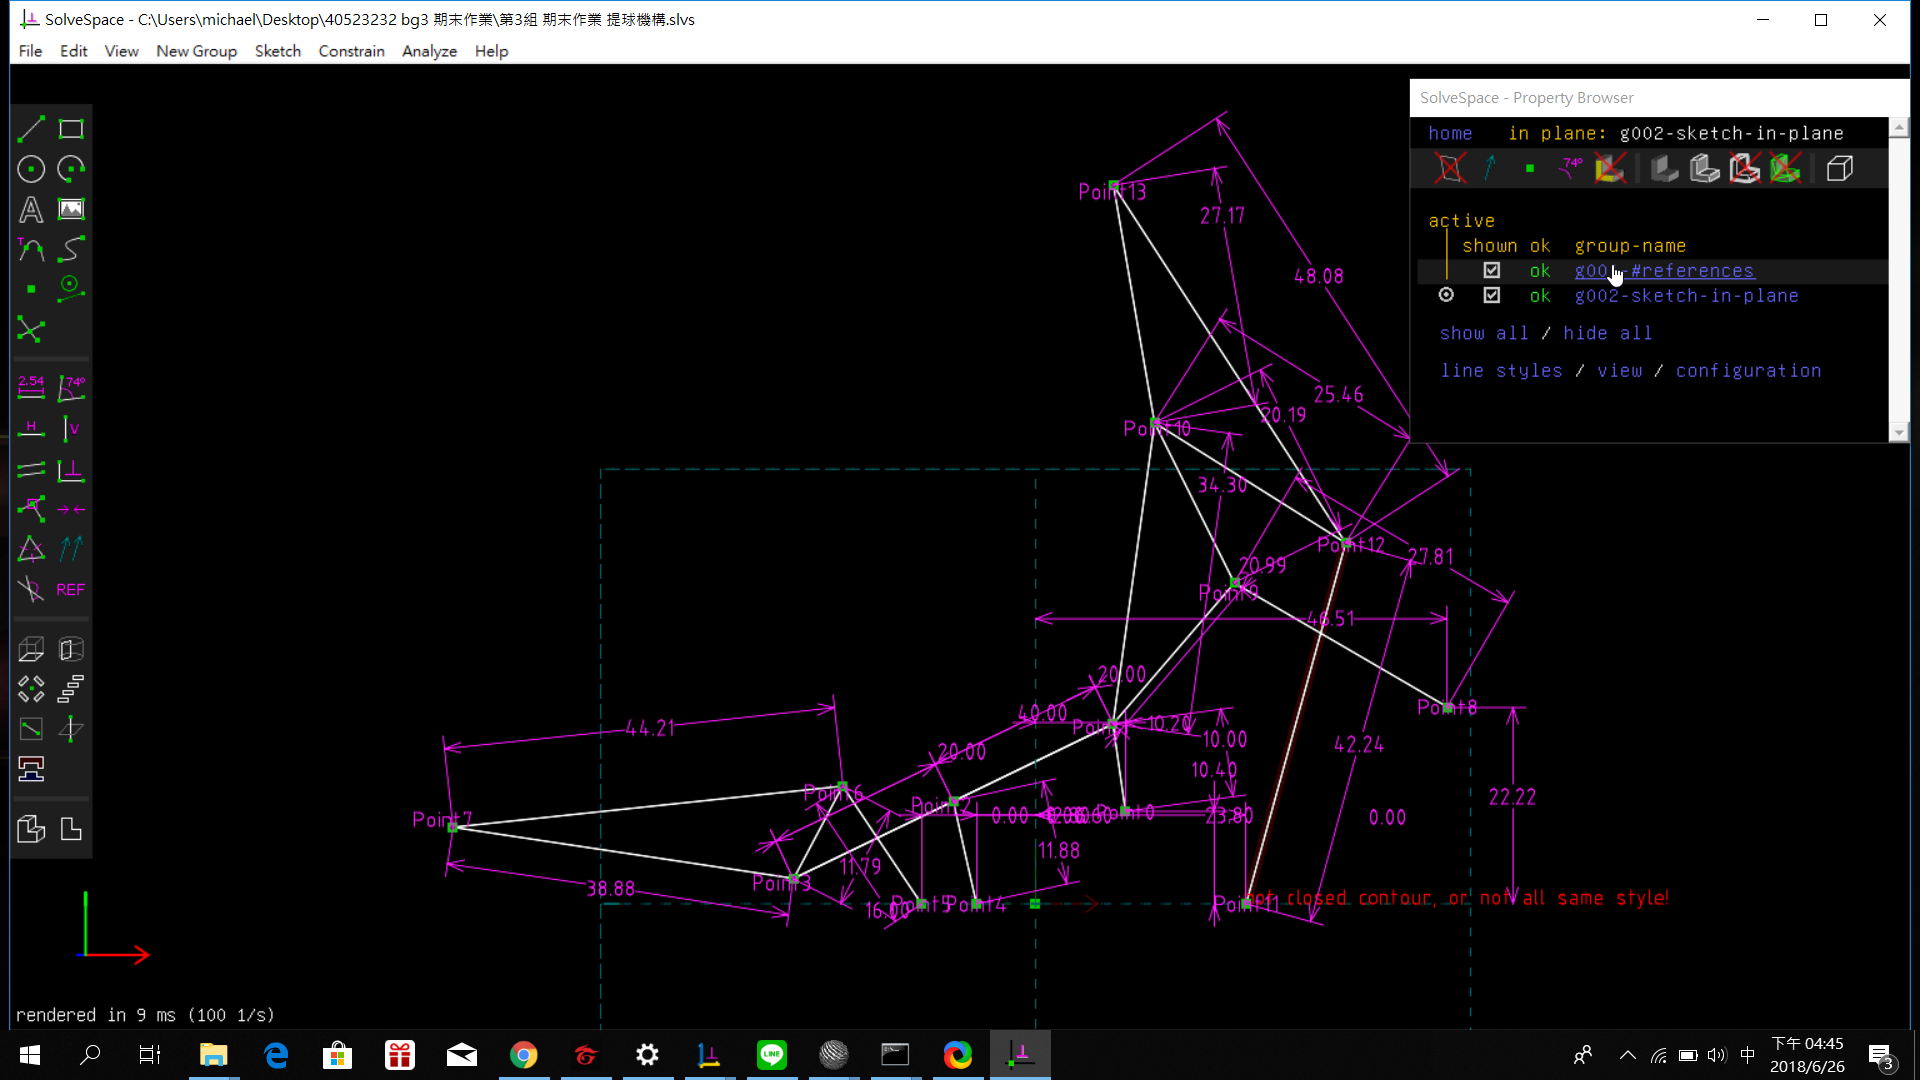 SolveSpace - C:\Users\michael\Desktop\40523232 bg3 期末作業\第3組 期末作業 提球機構.slvs
File Edit View New Group Sketch Constrain Analyze Help
SolveSpace - Property Browser
home in plane: g002-sketch-in-plane
74º
active
shown ok group-name
ok g001-#references
ok g002-sketch-in-plane
show all / hide all
line styles / view / configuration
A
T
2.54 74º
H V
REF
Point13
27.17
48.08
25.46
20.19
Point10
34.30
Point12
27.81
20.99
Point9
46.51
20.00
40.00
10.20
10.00
Point8
44.21
20.00
42.24
10.40
22.22
Point6
Point2
Point7
0.00
Point0
23.80
0.00
11.88
11.79
38.88
Point3
16.00
Point5
Point4
Point11
not closed contour, or not all same style!
rendered in 9 ms (100 1/s)
LINE
中
下午 04:45
2018/6/26
3